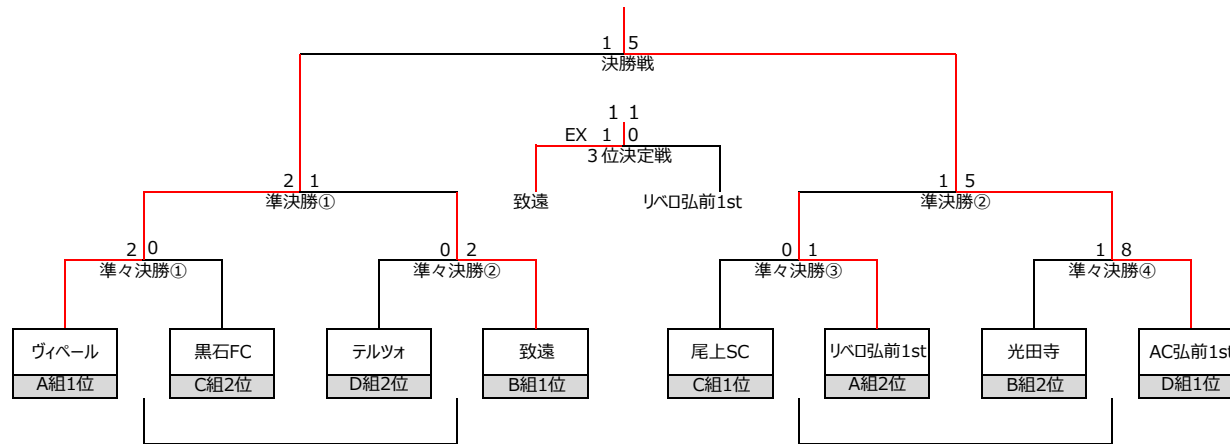 1 5
決勝戦
1 1
EX 1 0
３位決定戦
致遠 リベロ弘前1st
2 1
準決勝①
1 5
準決勝②
2 0
準々決勝①
0 2
準々決勝②
0 1
準々決勝③
1 8
準々決勝④
ヴィペール 黒石FC テルツォ 致遠 尾上SC リベロ弘前1st 光田寺 AC弘前1st
A組1位 C組2位 D組2位 B組1位 C組1位 A組2位 B組2位 D組1位